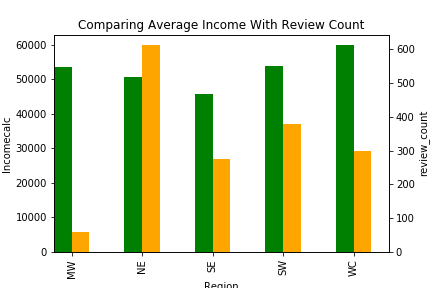 Comparing Average Income With Review Count
60000
50000
40000
30000
20000
10000
0
Incomecalc
600
500
400
300
200
100
0
review_count
MW
NE
SE
SW
WC
Region